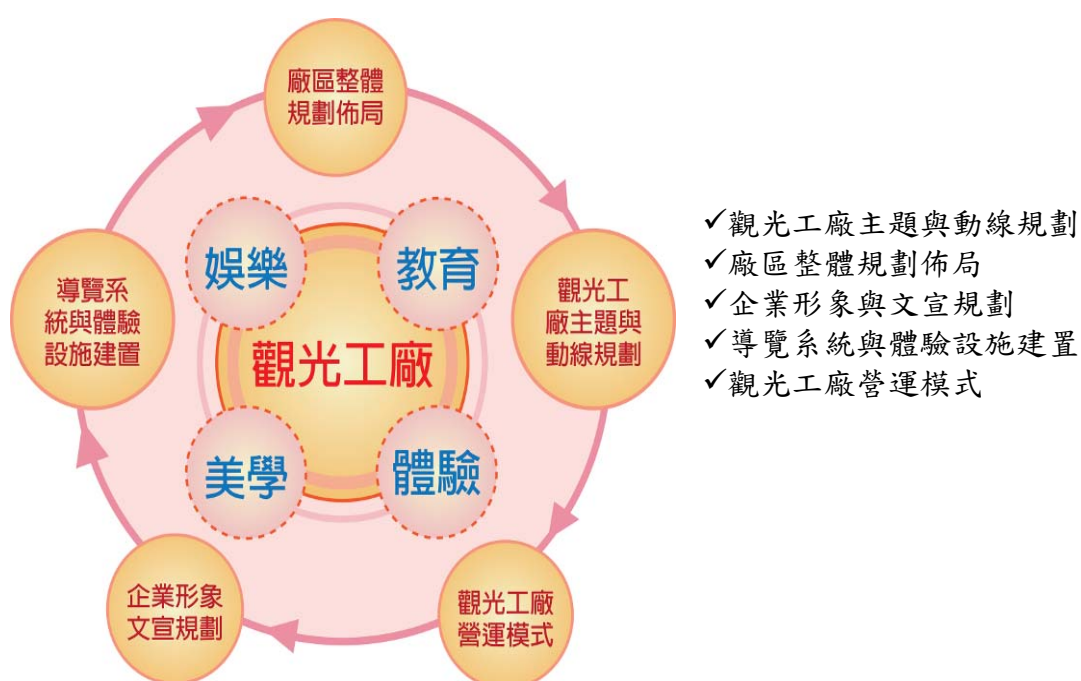 廠區整體
規劃佈局
娛樂
教育
導覽系
統與體驗
設施建置
觀光工
廠主題與
動線規劃
觀光工廠
美學
體驗
企業形象
文宣規劃
觀光工廠
營運模式
✓觀光工廠主題與動線規劃
✓廠區整體規劃佈局
✓企業形象與文宣規劃
✓導覽系統與體驗設施建置
✓觀光工廠營運模式